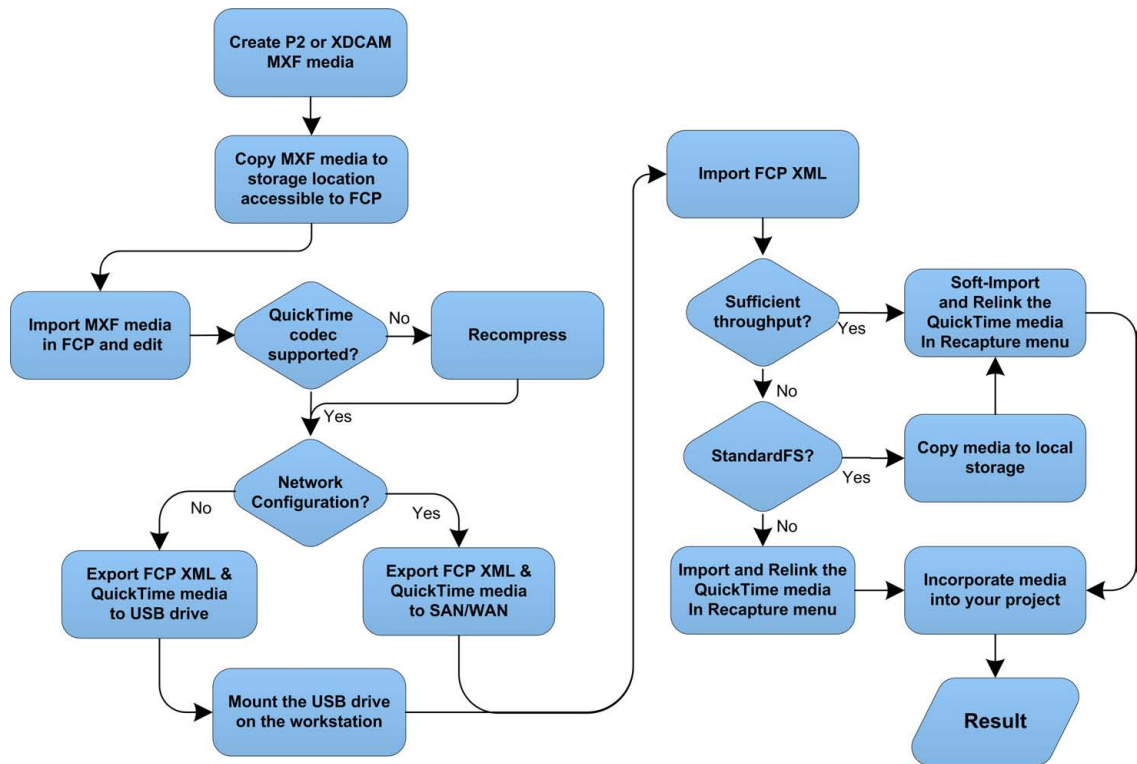 Create P2 or XDCAM
MXF media
Copy MXF media to
storage location
accessible to FCP
Import MXF media
in FCP and edit
QuickTime
codec
supported?
No
Recompress
Yes
Network
Configuration?
No
Yes
Export FCP XML &
QuickTime media
to USB drive
Export FCP XML &
QuickTime media
to SAN/WAN
Mount the USB drive
on the workstation
Import FCP XML
Sufficient
throughput?
Yes
Soft-Import
and Relink the
QuickTime media
In Recapture menu
No
StandardFS?
Yes
Copy media to local
storage
No
Import and Relink the
QuickTime media
In Recapture menu
Incorporate media
into your project
Result